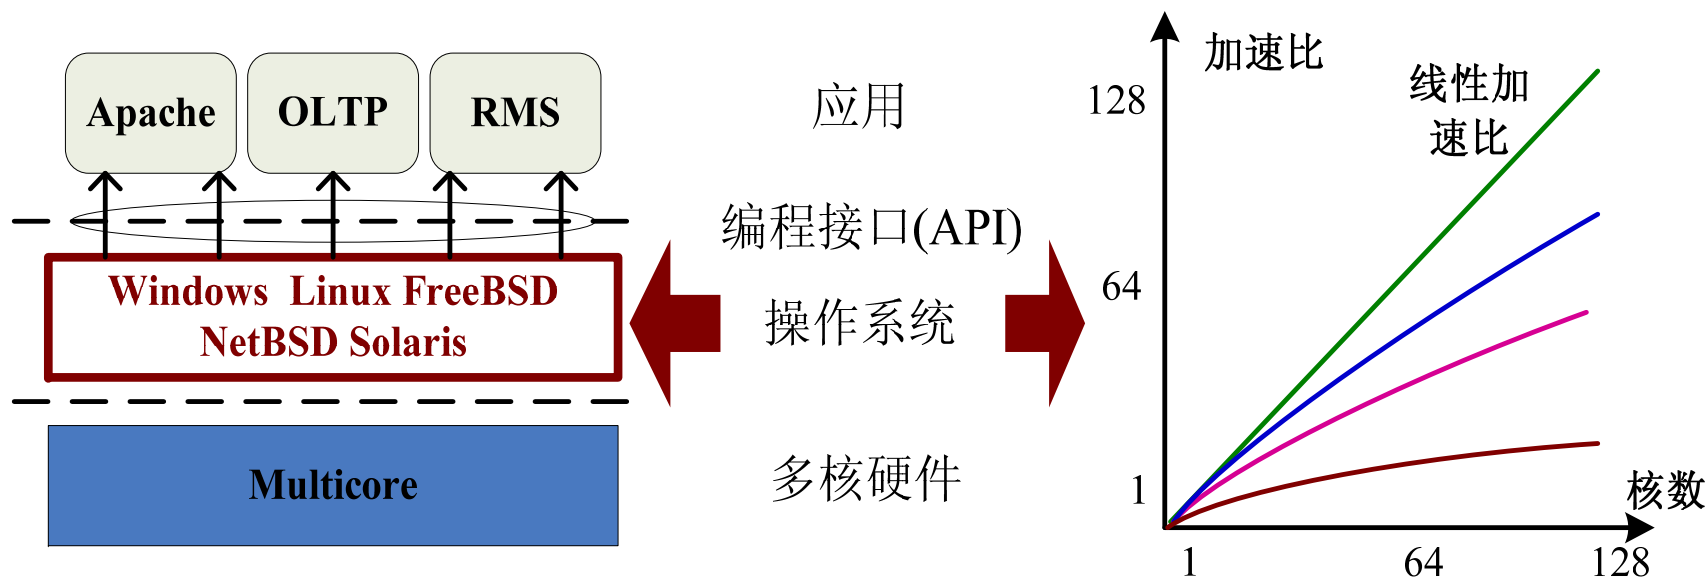 Apache
OLTP
RMS
Windows  Linux FreeBSD
NetBSD Solaris
Multicore
应用
编程接口(API)
操作系统
多核硬件
加速比
线性加
速比
128
64
1
核数
1
64
128